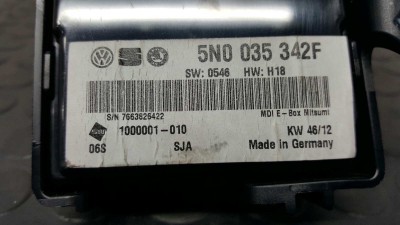 5N0 035 342F
SW: 0546 HW: H18
S/N 7663626422
MDI E-Box Mitsumi
1000001-010
KW 46/12
06S
SJA
Made in Germany